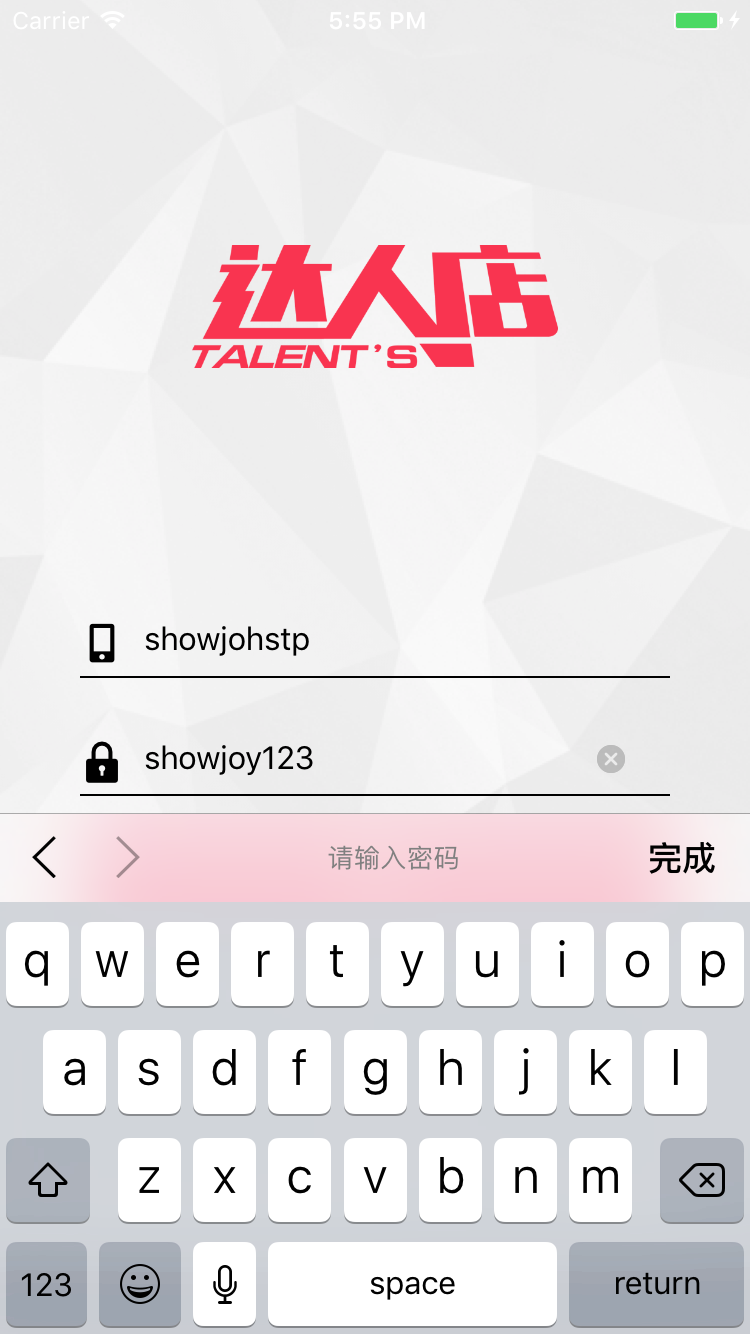 Carrier 5:55 PM
达人店
TALENT'S
showjohstp
showjoy123
请输入密码 完成
q w e r t y u i o p
a s d f g h j k l
z x c v b n m
123 space return